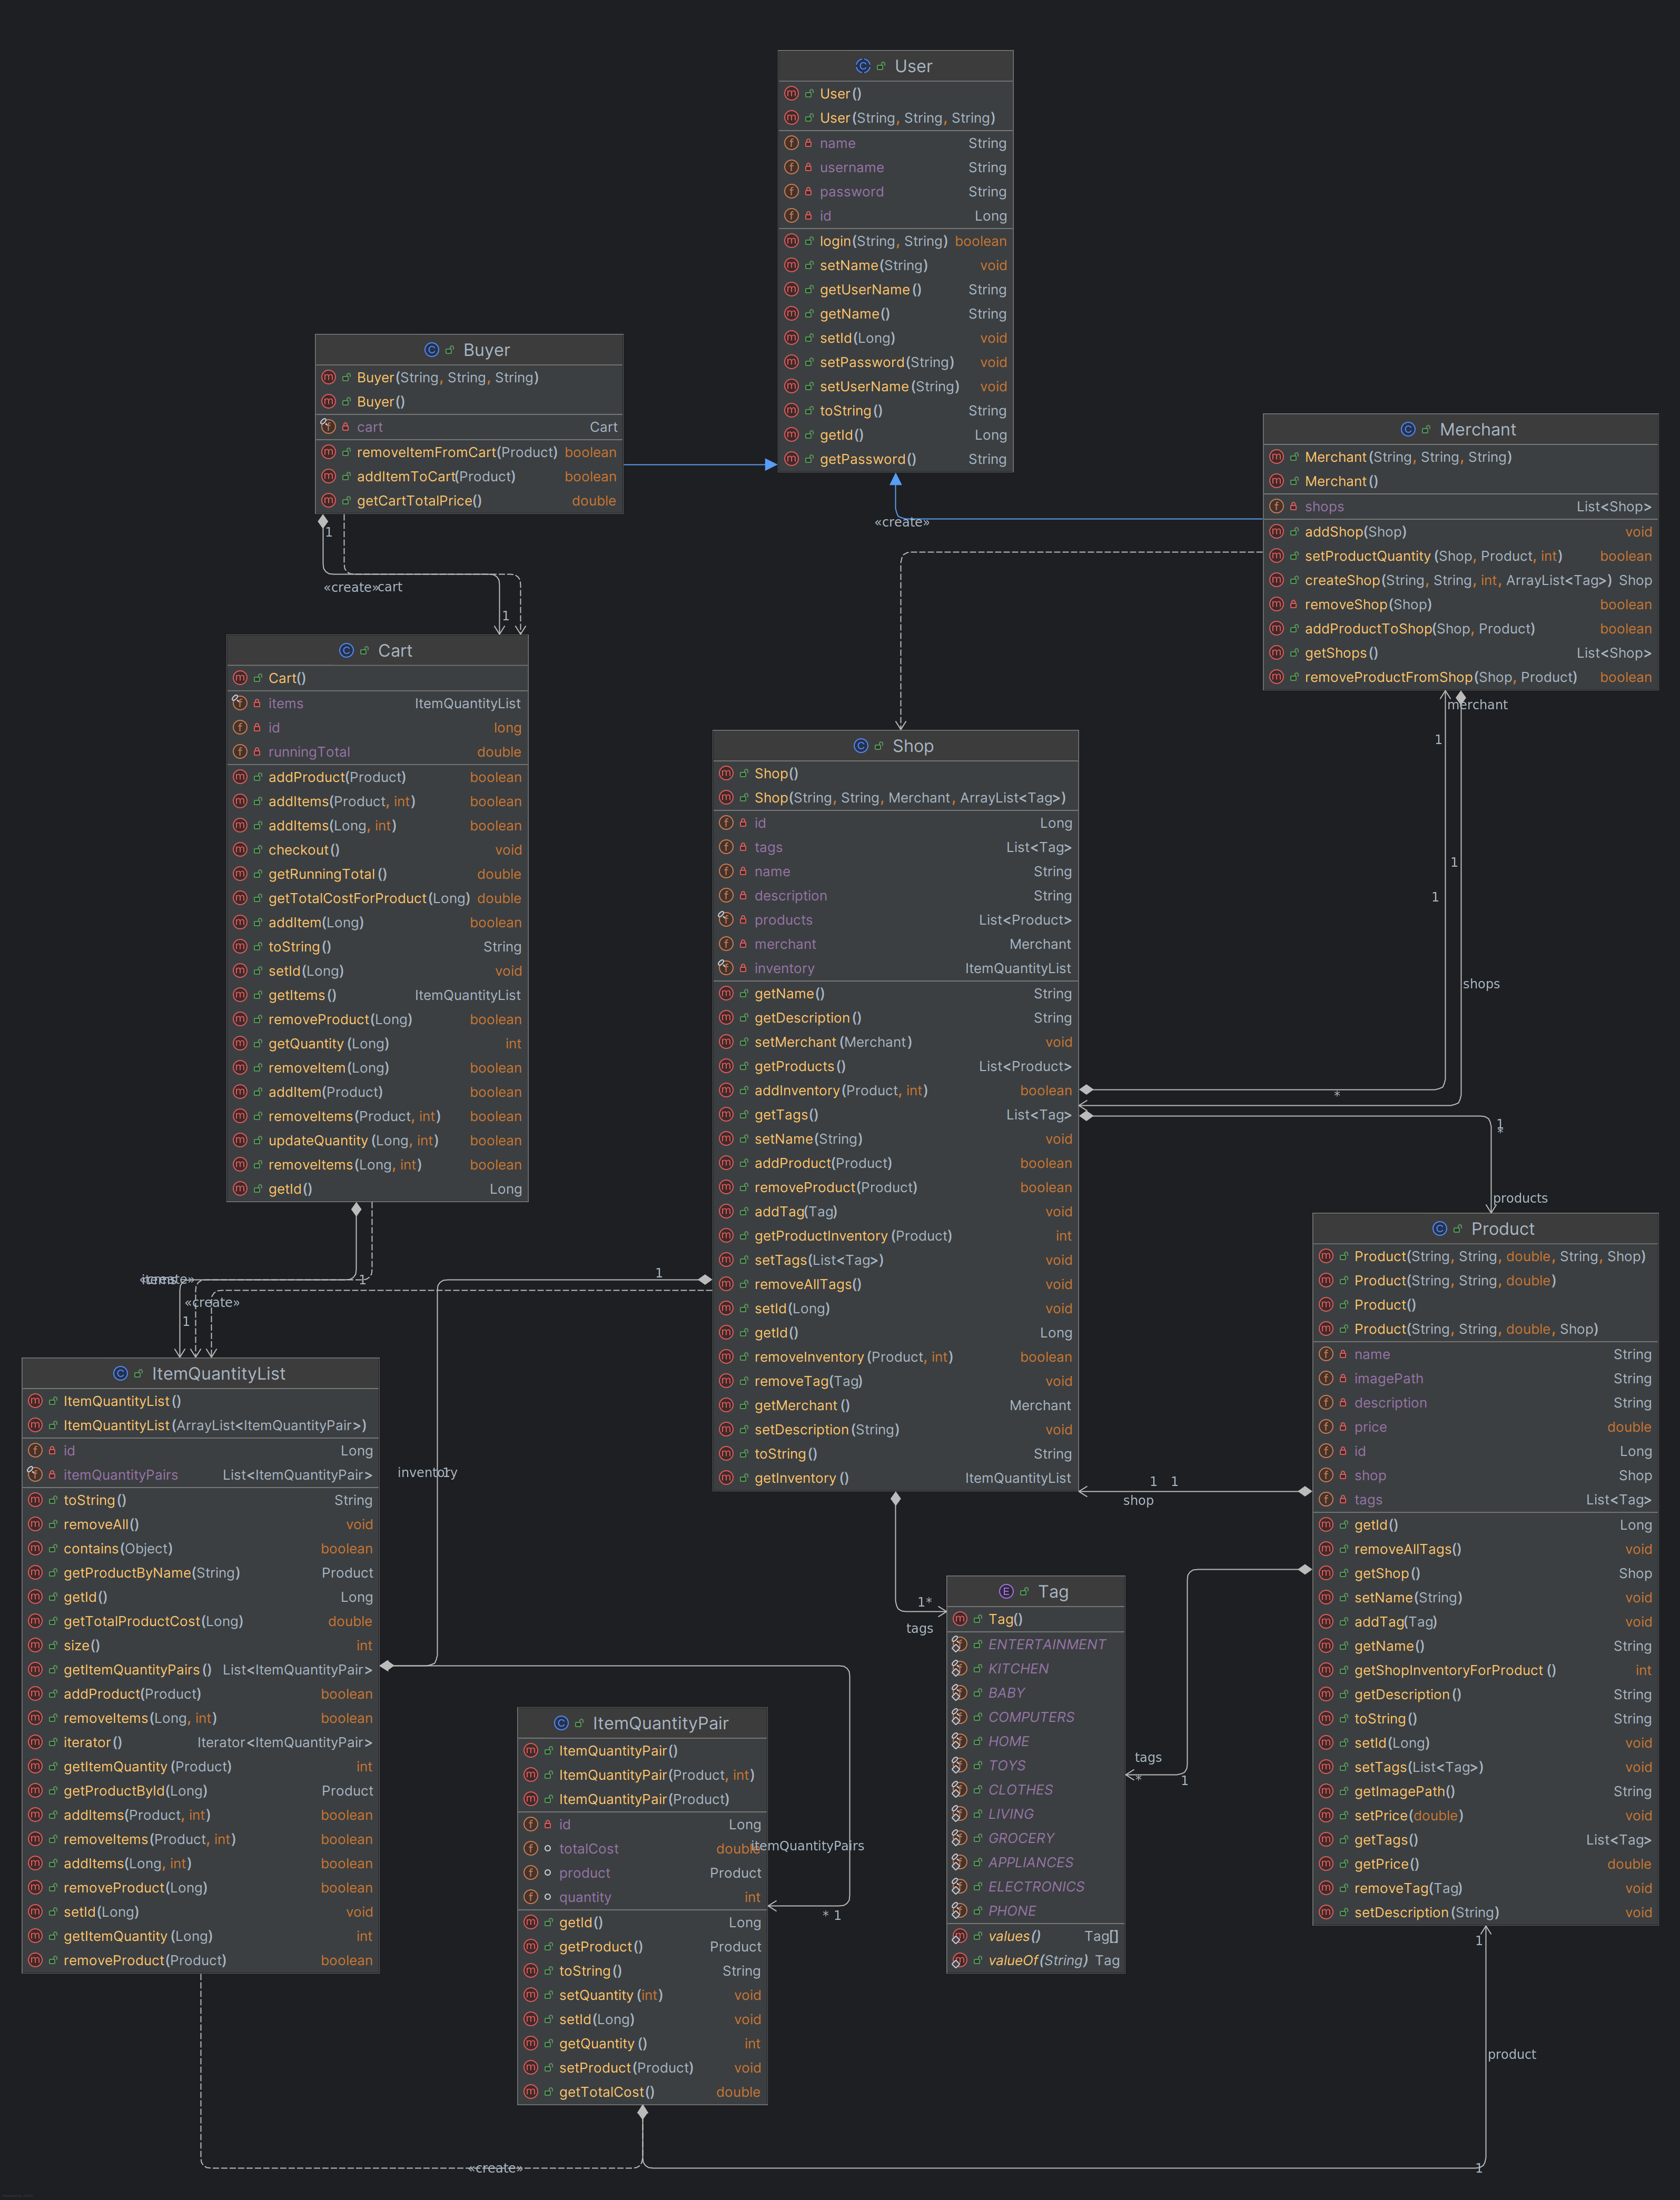 User
User()
User(String, String, String)
name String
username String
password String
id Long
login(String, String) boolean
setName(String) void
getUserName() String
getName() String
setId(Long) void
setPassword(String) void
setUserName(String) void
toString() String
getId() Long
getPassword() String
Buyer
Buyer(String, String, String)
Buyer()
cart Cart
removeItemFromCart(Product) boolean
addItemToCart(Product) boolean
getCartTotalPrice() double
Merchant
Merchant(String, String, String)
Merchant()
shops List<Shop>
addShop(Shop) void
setProductQuantity(Shop, Product, int) boolean
createShop(String, String, int, ArrayList<Tag>) Shop
removeShop(Shop) boolean
addProductToShop(Shop, Product) boolean
getShops() List<Shop>
removeProductFromShop(Shop, Product) boolean
«create»
1
«create»
cart
1
merchant
1
1
1
shops
*
1
*
products
Cart
Cart()
items ItemQuantityList
id long
runningTotal double
addProduct(Product) boolean
addItems(Product, int) boolean
addItems(Long, int) boolean
checkout() void
getRunningTotal() double
getTotalCostForProduct(Long) double
addItem(Long) boolean
toString() String
setId(Long) void
getItems() ItemQuantityList
removeProduct(Long) boolean
getQuantity(Long) int
removeItem(Long) boolean
addItem(Product) boolean
removeItems(Product, int) boolean
updateQuantity(Long, int) boolean
removeItems(Long, int) boolean
getId() Long
Shop
Shop()
Shop(String, String, Merchant, ArrayList<Tag>)
id Long
tags List<Tag>
name String
description String
products List<Product>
merchant Merchant
inventory ItemQuantityList
getName() String
getDescription() String
setMerchant(Merchant) void
getProducts() List<Product>
addInventory(Product, int) boolean
getTags() List<Tag>
setName(String) void
addProduct(Product) boolean
removeProduct(Product) boolean
addTag(Tag) void
getProductInventory(Product) int
setTags(List<Tag>) void
removeAllTags() void
setId(Long) void
getId() Long
removeInventory(Product, int) boolean
removeTag(Tag) void
getMerchant() Merchant
setDescription(String) void
toString() String
getInventory() ItemQuantityList
Product
Product(String, String, double, String, Shop)
Product(String, String, double)
Product()
Product(String, String, double, Shop)
name String
imagePath String
description String
price double
id Long
shop Shop
tags List<Tag>
getId() Long
removeAllTags() void
getShop() Shop
setName(String) void
addTag(Tag) void
getName() String
getShopInventoryForProduct() int
getDescription() String
toString() String
setId(Long) void
setTags(List<Tag>) void
getImagePath() String
setPrice(double) void
getTags() List<Tag>
getPrice() double
removeTag(Tag) void
setDescription(String) void
items
«create»
1
1
«create»
1
inventory
1
1 1
shop
1*
tags
tags
*
1
ItemQuantityList
ItemQuantityList()
ItemQuantityList(ArrayList<ItemQuantityPair>)
id Long
itemQuantityPairs List<ItemQuantityPair>
toString() String
removeAll() void
contains(Object) boolean
getProductByName(String) Product
getId() Long
getTotalProductCost(Long) double
size() int
getItemQuantityPairs() List<ItemQuantityPair>
addProduct(Product) boolean
removeItems(Long, int) boolean
iterator() Iterator<ItemQuantityPair>
getItemQuantity(Product) int
getProductById(Long) Product
addItems(Product, int) boolean
removeItems(Product, int) boolean
addItems(Long, int) boolean
removeProduct(Long) boolean
setId(Long) void
getItemQuantity(Long) int
removeProduct(Product) boolean
Tag
Tag()
ENTERTAINMENT
KITCHEN
BABY
COMPUTERS
HOME
TOYS
CLOTHES
LIVING
GROCERY
APPLIANCES
ELECTRONICS
PHONE
values() Tag[]
valueOf(String) Tag
ItemQuantityPair
ItemQuantityPair()
ItemQuantityPair(Product, int)
ItemQuantityPair(Product)
id Long
totalCost double
product Product
quantity int
getId() Long
getProduct() Product
toString() String
setQuantity(int) void
setId(Long) void
getQuantity() int
setProduct(Product) void
getTotalCost() double
itemQuantityPairs
* 1
1
product
«create»
1